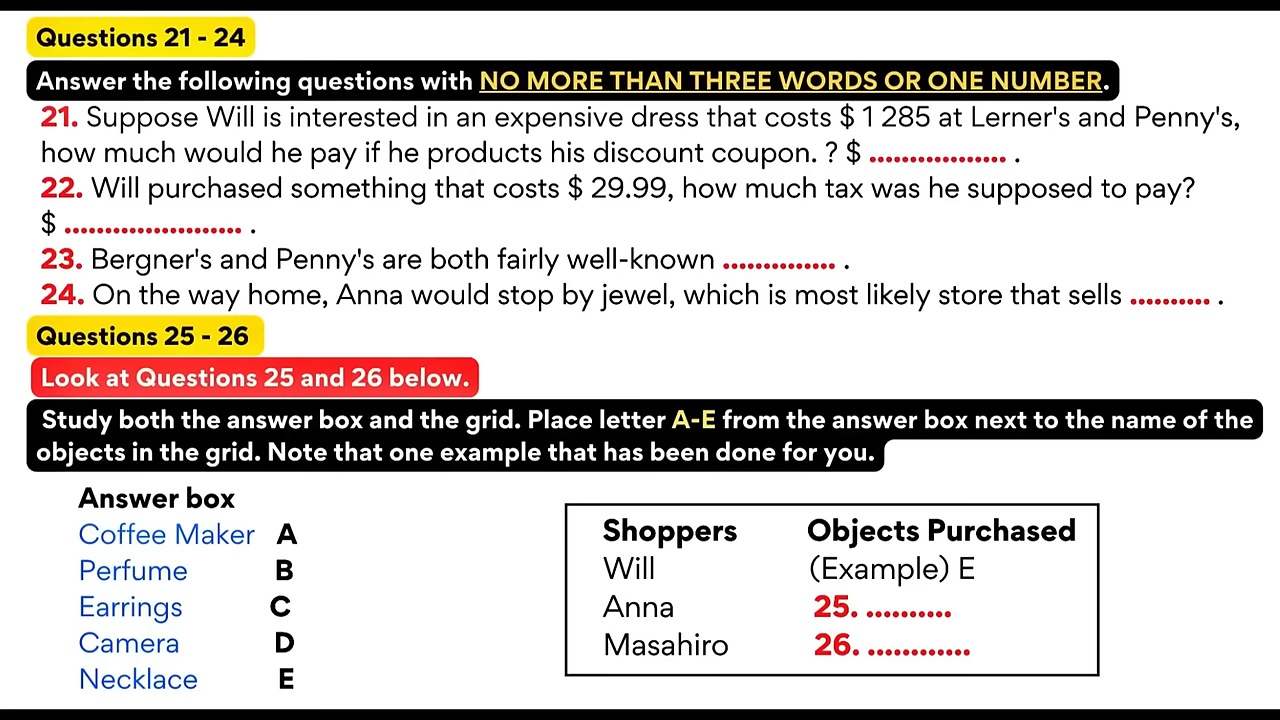 Questions 21 - 24
Answer the following questions with NO MORE THAN THREE WORDS OR ONE NUMBER.
21. Suppose Will is interested in an expensive dress that costs $ 1 285 at Lerner's and Penny's,
how much would he pay if he products his discount coupon. ? $ .................. .
22. Will purchased something that costs $ 29.99, how much tax was he supposed to pay?
$ ....................... .
23. Bergner's and Penny's are both fairly well-known .............. .
24. On the way home, Anna would stop by jewel, which is most likely store that sells .......... .
Questions 25 - 26
Look at Questions 25 and 26 below.
Study both the answer box and the grid. Place letter A-E from the answer box next to the name of the
objects in the grid. Note that one example that has been done for you.
Answer box
Coffee Maker A
Perfume B
Earrings C
Camera D
Necklace E
Shoppers Objects Purchased
Will (Example) E
Anna 25. ...........
Masahiro 26. .............